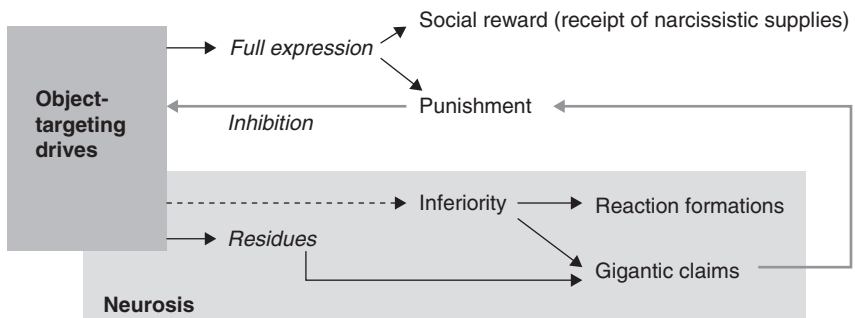 Social reward (receipt of narcissistic supplies)
Full expression
Object-
targeting
drives
Punishment
Inhibition
Inferiority
Reaction formations
Residues
Gigantic claims
Neurosis